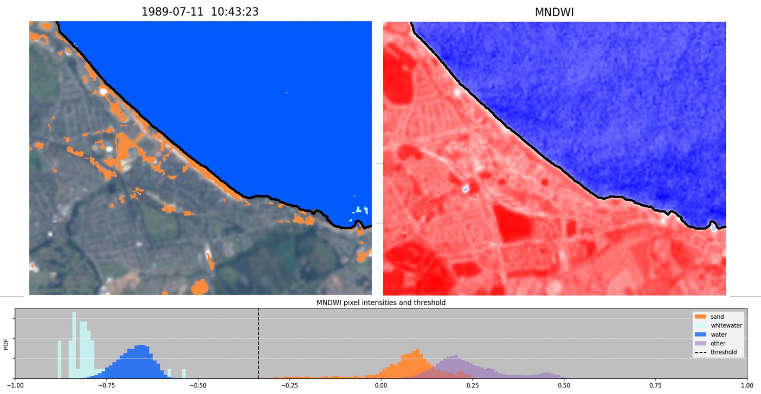 1989-07-11 10:43:23
MNDWI
MNDWI pixel intensities and threshold
PDF
sand
whitewater
water
other
threshold
−1.00 −0.75 −0.50 −0.25 0.00 0.25 0.50 0.75 1.00